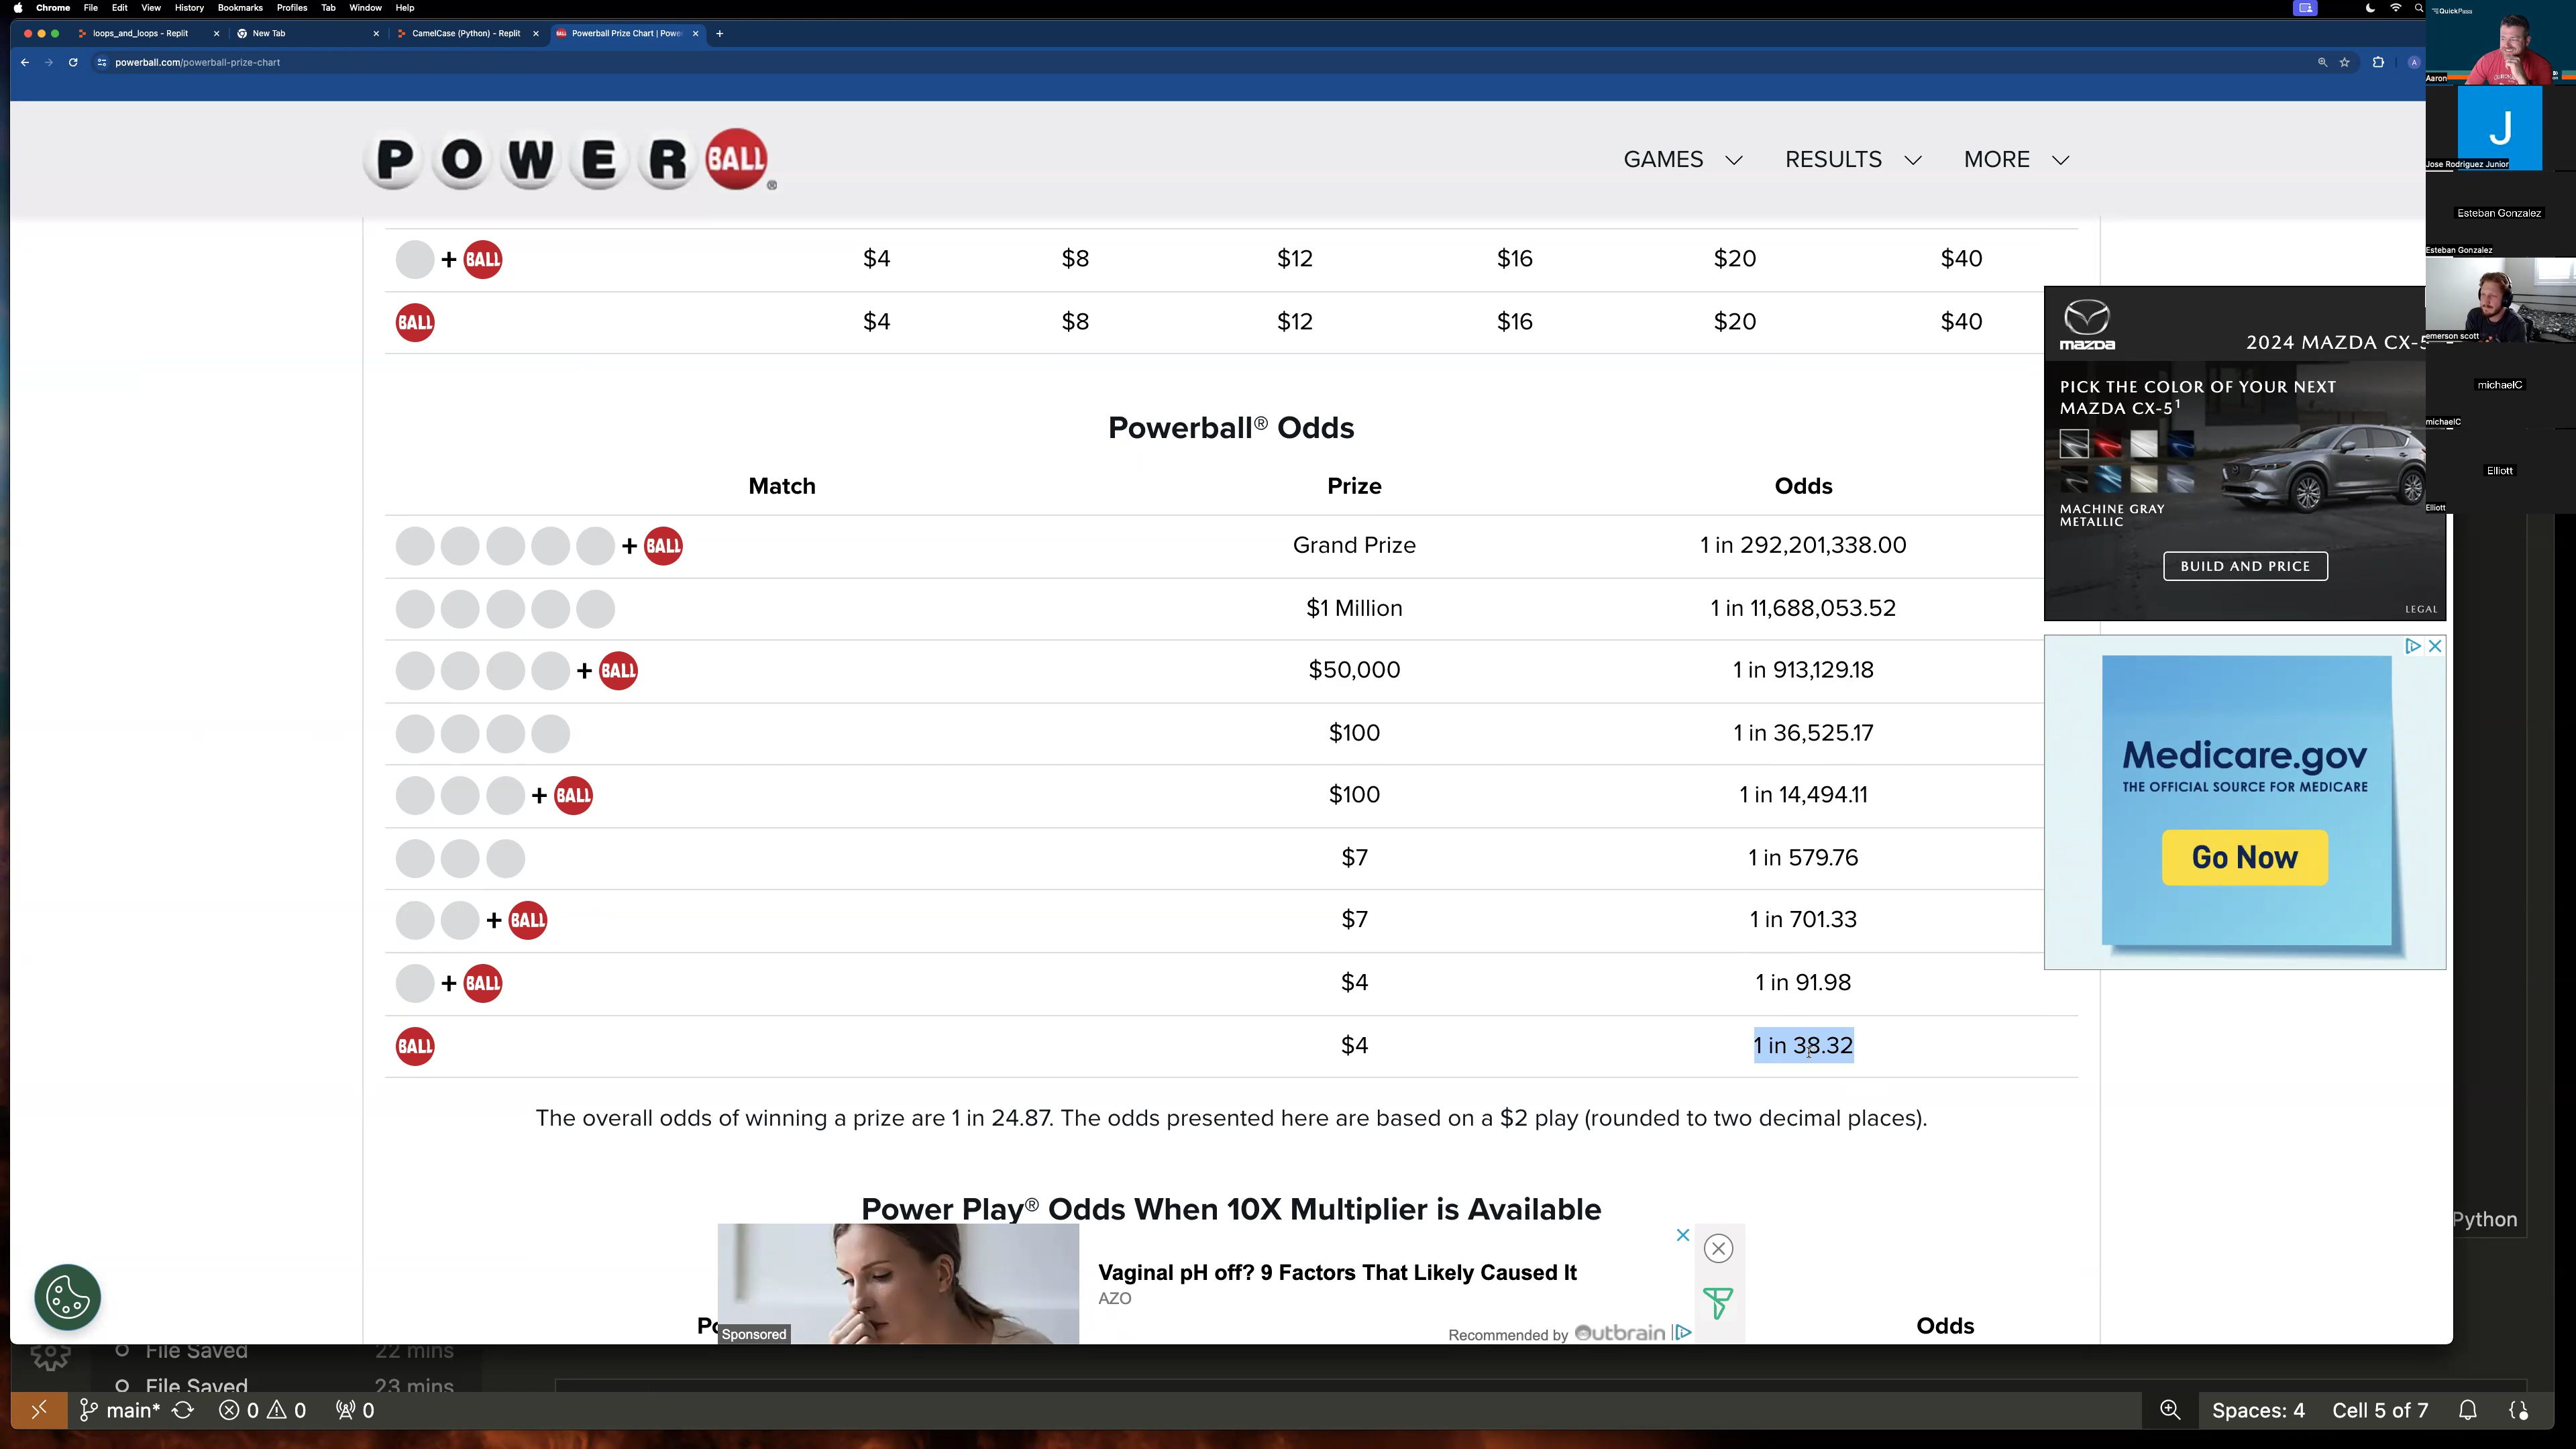 Chrome File Edit View History Bookmarks Profiles Tab Window Help
loops_and_loops - Replit
New Tab
CamelCase (Python) - Replit
Powerball Prize Chart | Power
powerball.com/powerball-prize-chart
POWER BALL
GAMES RESULTS MORE
+ BALL $4 $8 $12 $16 $20 $40
BALL $4 $8 $12 $16 $20 $40
Powerball® Odds
Match Prize Odds
+ BALL Grand Prize 1 in 292,201,338.00
$1 Million 1 in 11,688,053.52
+ BALL $50,000 1 in 913,129.18
$100 1 in 36,525.17
+ BALL $100 1 in 14,494.11
$7 1 in 579.76
+ BALL $7 1 in 701.33
+ BALL $4 1 in 91.98
BALL $4 1 in 38.32
The overall odds of winning a prize are 1 in 24.87. The odds presented here are based on a $2 play (rounded to two decimal places).
Power Play® Odds When 10X Multiplier is Available
Vaginal pH off? 9 Factors That Likely Caused It
AZO
Sponsored
Recommended by Outbrain
Odds
mazda
2024 MAZDA CX-5
PICK THE COLOR OF YOUR NEXT
MAZDA CX-5¹
MACHINE GRAY
METALLIC
BUILD AND PRICE
LEGAL
Medicare.gov
THE OFFICIAL SOURCE FOR MEDICARE
Go Now
QuickPass
Aaron
J
Jose Rodriguez Junior
Esteban Gonzalez
Esteban Gonzalez
emerson scott
michaelC
michaelC
Elliott
Elliott
Python
File Saved 22 mins
File Saved 23 mins
main* 0 0 0
Spaces: 4 Cell 5 of 7